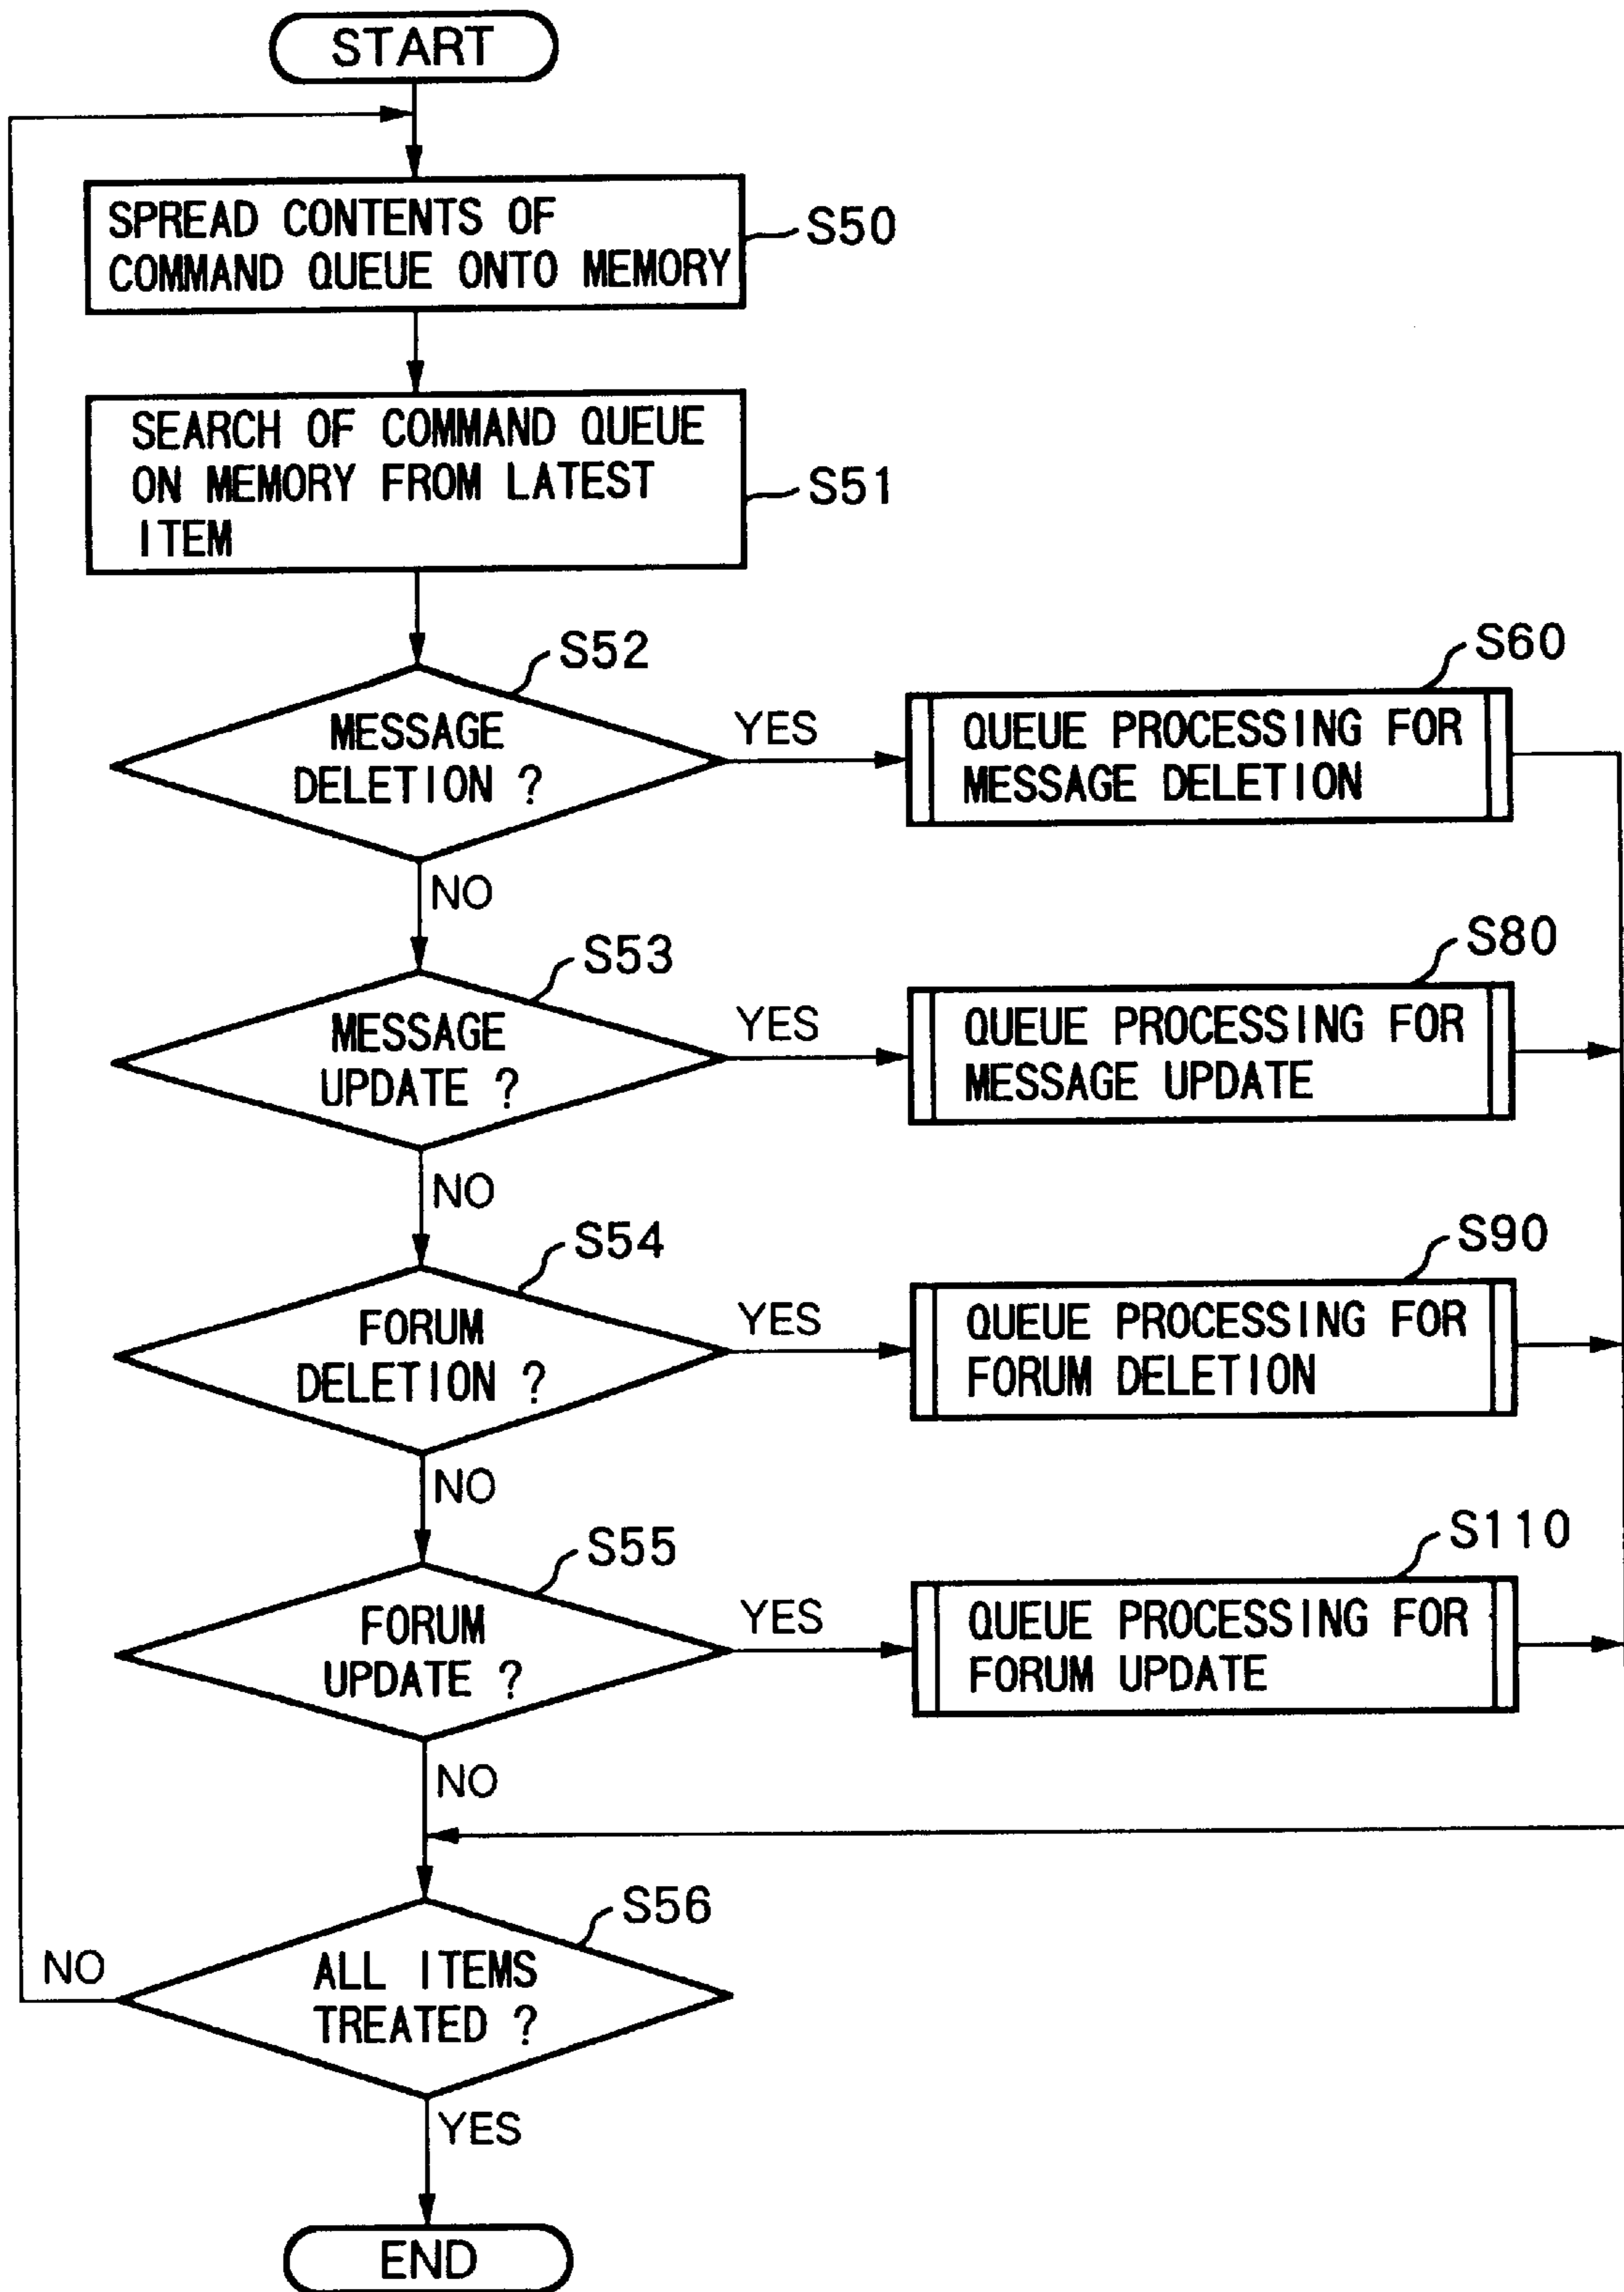 START
SPREAD CONTENTS OF
COMMAND QUEUE ONTO MEMORY
S50
SEARCH OF COMMAND QUEUE
ON MEMORY FROM LATEST
ITEM
S51
S52
MESSAGE
DELETION ?
YES
S60
QUEUE PROCESSING FOR
MESSAGE DELETION
NO
S53
MESSAGE
UPDATE ?
YES
S80
QUEUE PROCESSING FOR
MESSAGE UPDATE
NO
S54
FORUM
DELETION ?
YES
S90
QUEUE PROCESSING FOR
FORUM DELETION
NO
S55
FORUM
UPDATE ?
YES
S110
QUEUE PROCESSING FOR
FORUM UPDATE
NO
S56
ALL ITEMS
TREATED ?
NO
YES
END